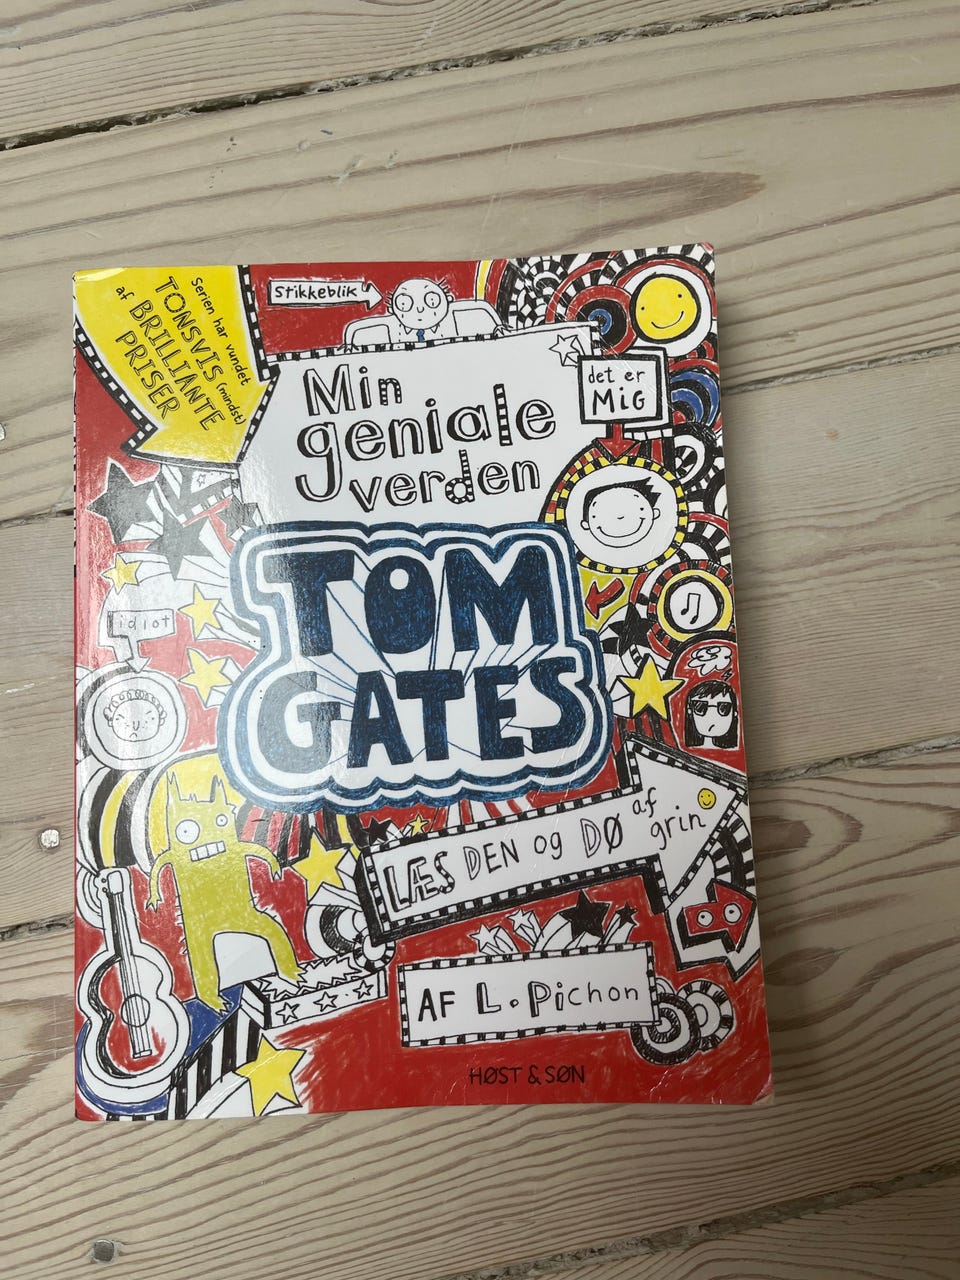 Serien har vundet
TONSVIS (mindst)
af BRILLIANTE
PRISER
Stikkeblik
Min
geniale
verden
det er
MIG
TOM
GATES
idiot
LÆS DEN og DØ af
grin
AF L. Pichon
HØST & SØN